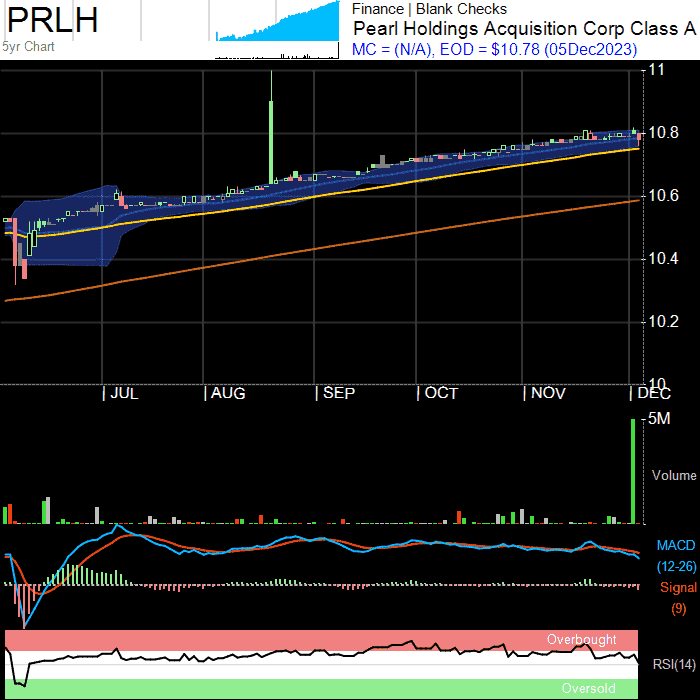 PRLH
5yr Chart
Finance | Blank Checks
Pearl Holdings Acquisition Corp Class A
MC = (N/A), EOD = $10.78 (05Dec2023)
11
10.8
10.6
10.4
10.2
10
JUL AUG SEP OCT NOV DEC
5M
Volume
MACD
(12-26)
Signal
(9)
Overbought
RSI(14)
Oversold